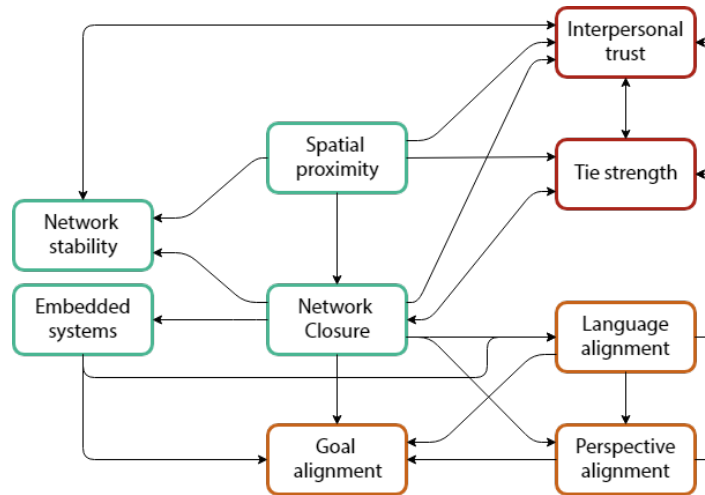 Interpersonal
trust
Spatial
proximity
Tie strength
Network
stability
Embedded
systems
Network
Closure
Language
alignment
Goal
alignment
Perspective
alignment